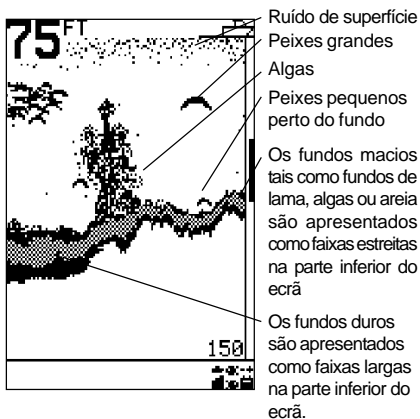 75 FT
Ruído de superfície
Peixes grandes
Algas
Peixes pequenos
perto do fundo
Os fundos macios
tais como fundos de
lama, algas ou areia
são apresentados
como faixas estreitas
na parte inferior do
ecrã
Os fundos duros
são apresentados
como faixas largas
na parte inferior do
ecrã.
150